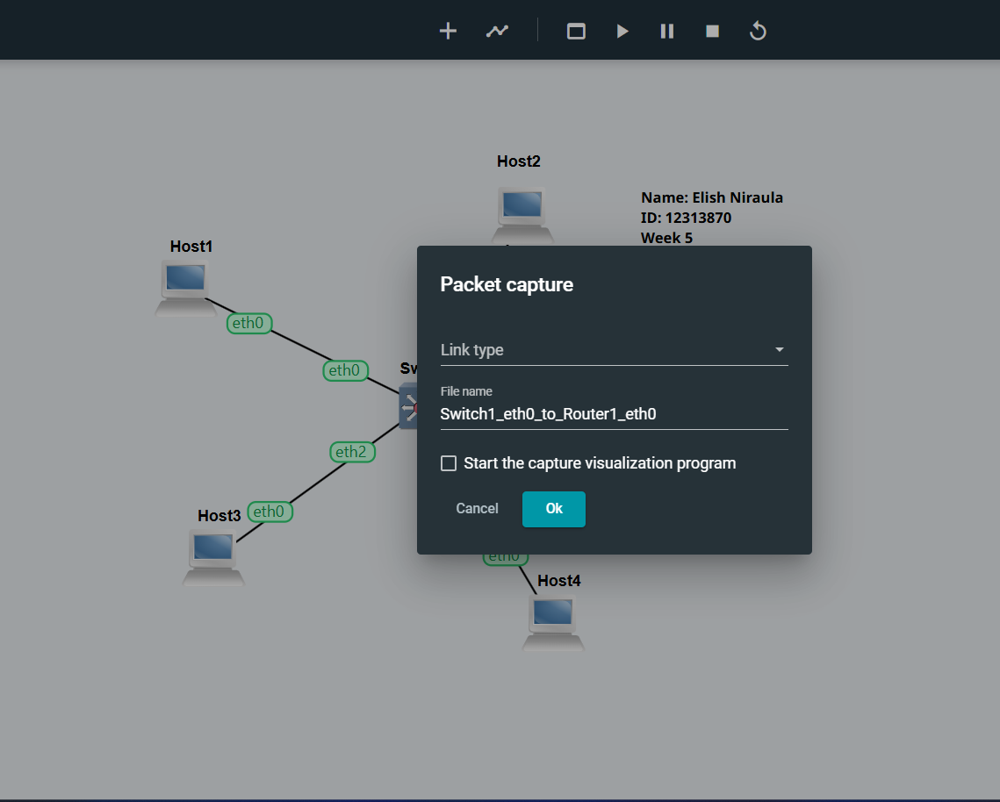 Host2
Name: Elish Niraula
ID: 12313870
Week 5
Host1
eth0
eth0
Packet capture
Link type
File name
Switch1_eth0_to_Router1_eth0
Start the capture visualization program
Cancel
Ok
eth2
Host3
eth0
eth0
Host4